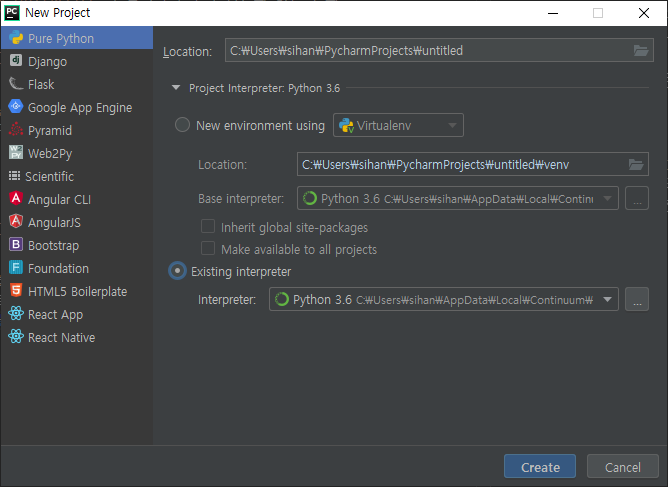 PC New Project
Pure Python
Django
Flask
Google App Engine
Pyramid
Web2Py
Scientific
Angular CLI
AngularJS
Bootstrap
Foundation
HTML5 Boilerplate
React App
React Native
Location: C:₩Users₩sihan₩PycharmProjects₩untitled
Project Interpreter: Python 3.6
New environment using Virtualenv
Location: C:₩Users₩sihan₩PycharmProjects₩untitled₩venv
Base interpreter: Python 3.6 C:₩Users₩sihan₩AppData₩Local₩Continu ...
Inherit global site-packages
Make available to all projects
Existing interpreter
Interpreter: Python 3.6 C:₩Users₩sihan₩AppData₩Local₩Continuum₩ ...
Create Cancel